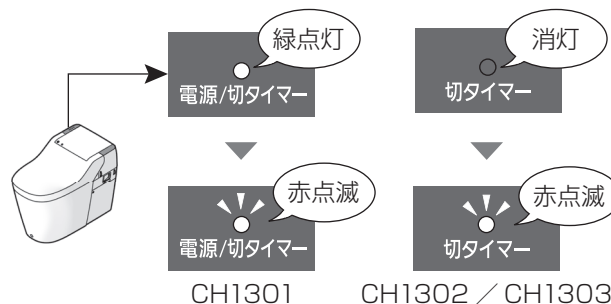 緑点灯
消灯
電源/切タイマー
切タイマー
赤点滅
赤点滅
電源/切タイマー
切タイマー
CH1301
CH1302 ／ CH1303